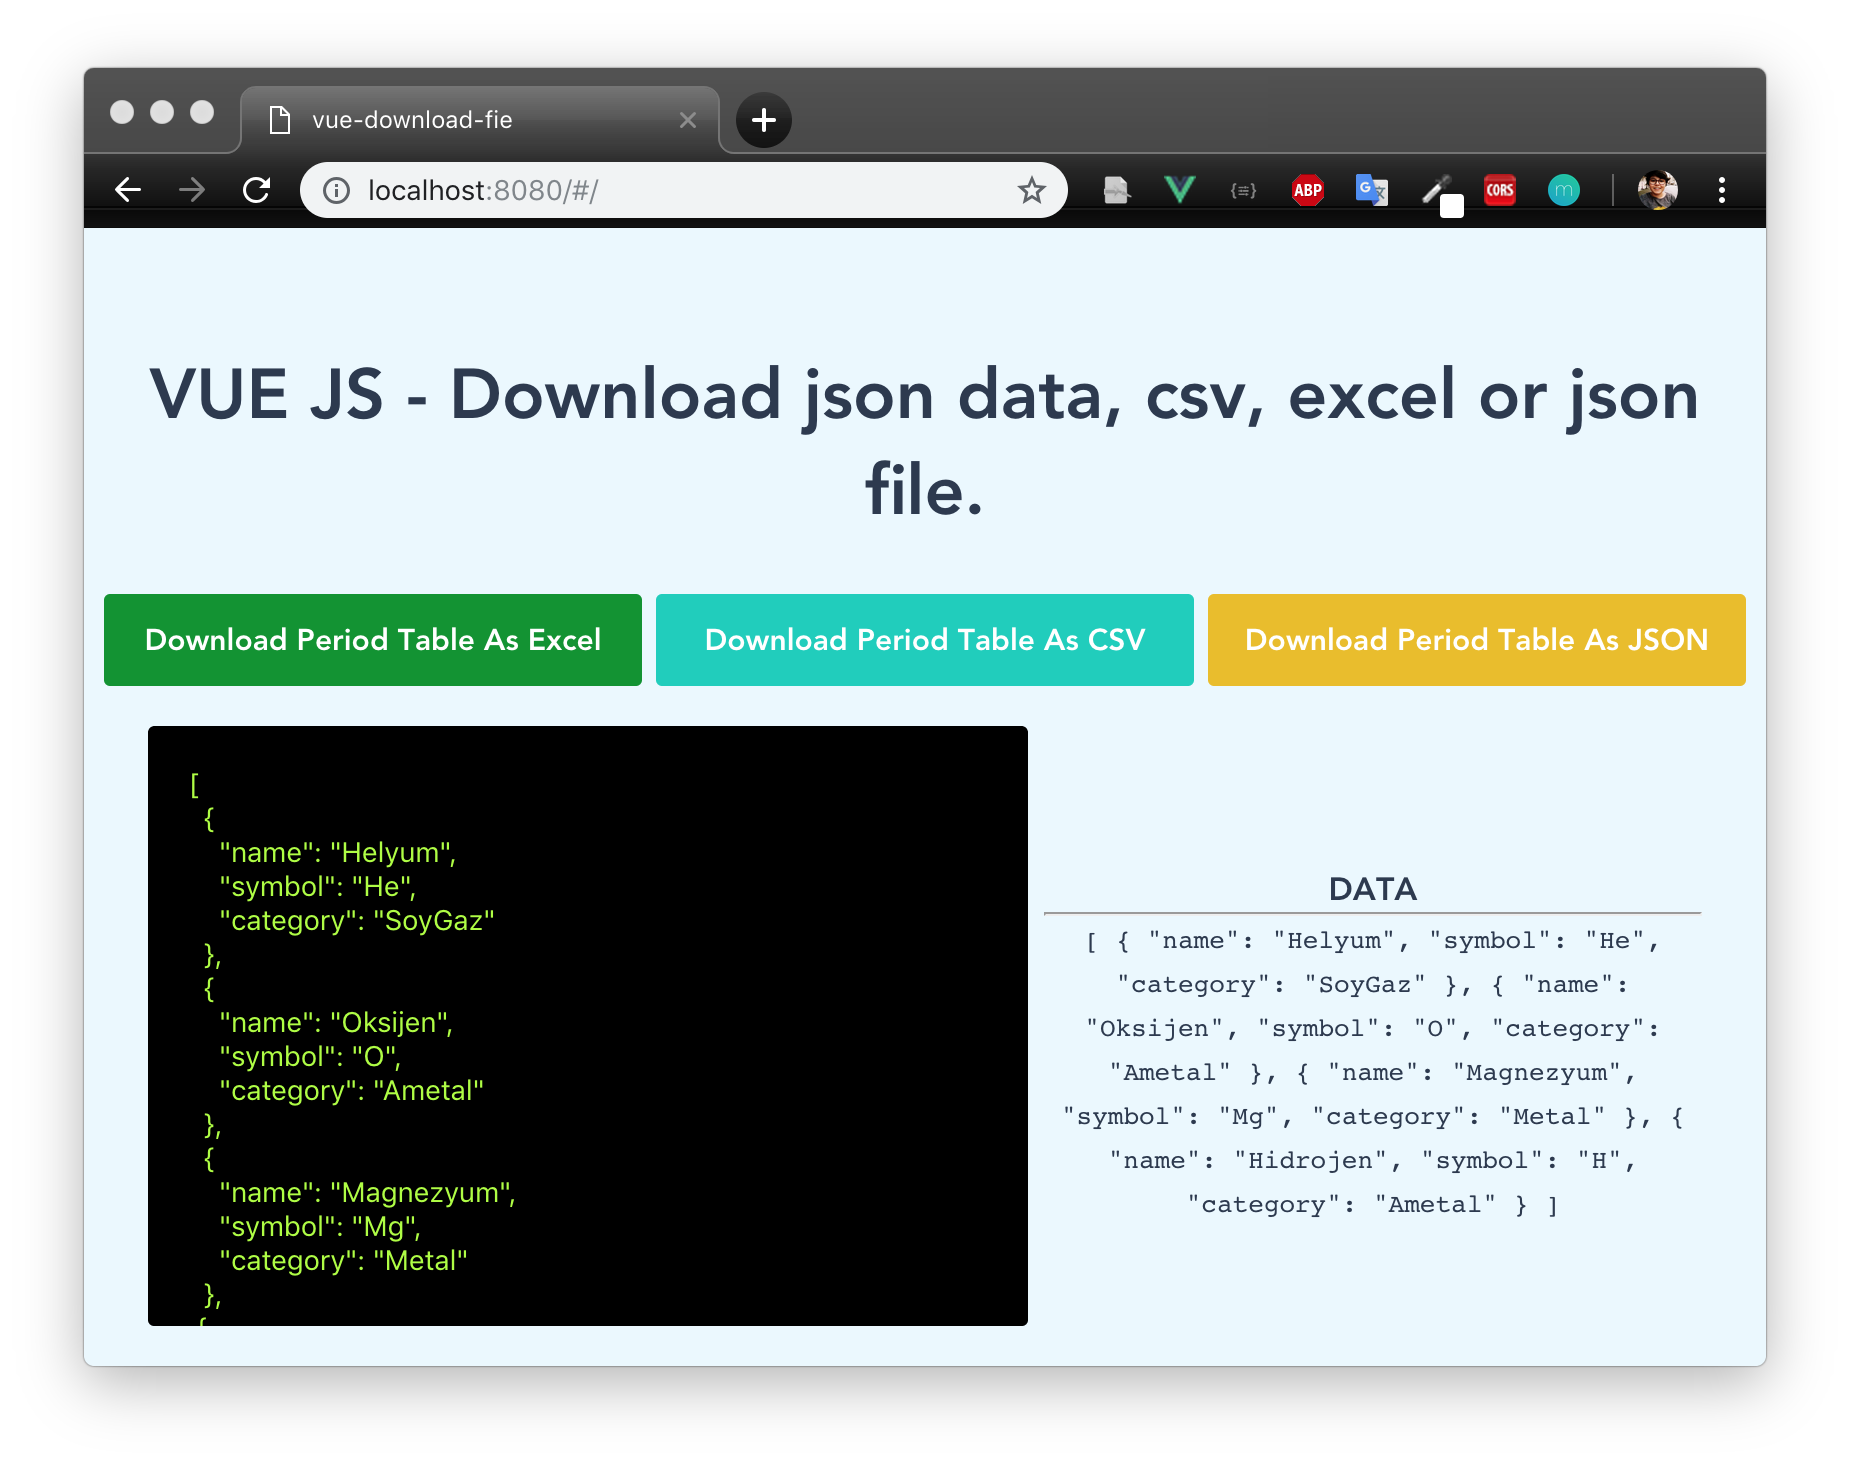 vue-download-fie
localhost:8080/#/
{≡}
ABP
G 文
CORS
m
VUE JS - Download json data, csv, excel or json
file.
Download Period Table As Excel
Download Period Table As CSV
Download Period Table As JSON
[
{
"name": "Helyum",
"symbol": "He",
"category": "SoyGaz"
},
{
"name": "Oksijen",
"symbol": "O",
"category": "Ametal"
},
{
"name": "Magnezyum",
"symbol": "Mg",
"category": "Metal"
},
{
DATA
[ { "name": "Helyum", "symbol": "He",
"category": "SoyGaz" }, { "name":
"Oksijen", "symbol": "O", "category":
"Ametal" }, { "name": "Magnezyum",
"symbol": "Mg", "category": "Metal" }, {
"name": "Hidrojen", "symbol": "H",
"category": "Ametal" } ]